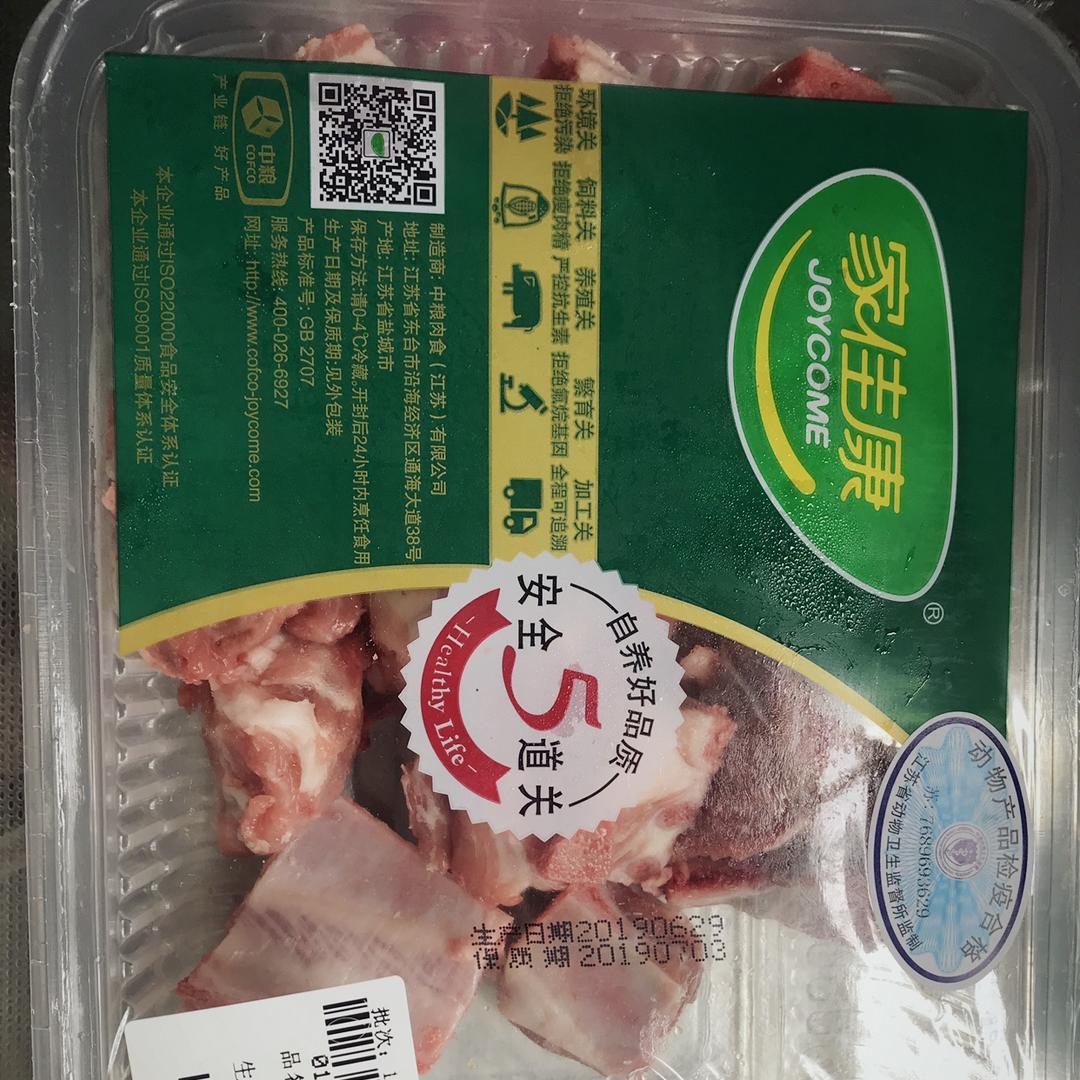 家佳康
JOYCOME
®
环境关 饲料关 养殖关 繁育关 加工关
拒绝污染 拒绝瘦肉精 严控抗生素 拒绝氟烷基因 全程可追溯
制造商：中粮肉食（江苏）有限公司
地址：江苏省东台市沿海经济区通海大道38号
产地：江苏省盐城市
保存方法:请0-4℃冷藏。开封后24小时内烹饪食用
生产日期及保质期:见外包装
产品标准号：GB 2707
服务热线：400-026-6927
网址：http://www.cofco-joycome.com
中粮
COFCO
产业链 好产品
本企业通过ISO22000食品安全体系认证
本企业通过ISO9001质量体系认证
自养好品质
安全5道关
-Healthy Life-
动物产品检疫合格
苏：7689693629
江苏省动物卫生监督所监制
批次：
01
品
生